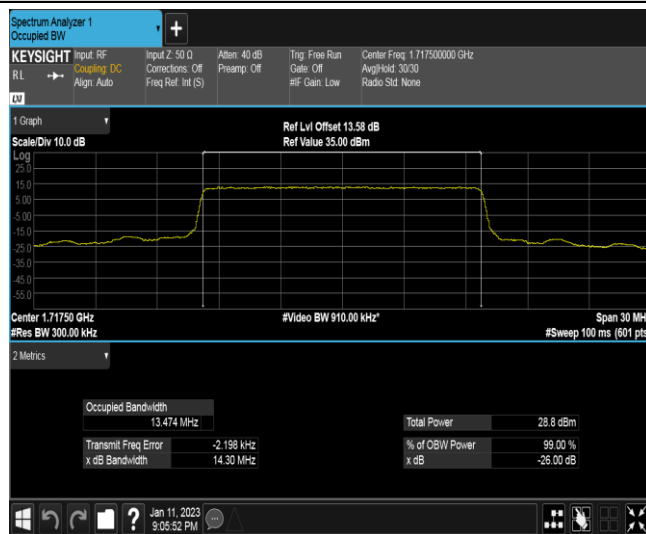 Spectrum Analyzer 1
Occupied BW
+
KEYSIGHT
RL
LXI
Input: RF
Coupling: DC
Align: Auto
Input Z: 50 Ω
Corrections: Off
Freq Ref: Int (S)
Atten: 40 dB
Preamp: Off
Trig: Free Run
Gate: Off
#IF Gain: Low
Center Freq: 1.717500000 GHz
Avg|Hold: 30/30
Radio Std: None
1 Graph
Scale/Div 10.0 dB
Ref Lvl Offset 13.58 dB
Ref Value 35.00 dBm
Log
25.0
15.0
5.00
-5.00
-15.0
-25.0
-35.0
-45.0
-55.0
Center 1.71750 GHz
#Video BW 910.00 kHz*
Span 30 MH
#Res BW 300.00 kHz
#Sweep 100 ms (601 pts
2 Metrics
Occupied Bandwidth
13.474 MHz
Total Power 28.8 dBm
Transmit Freq Error -2.198 kHz
% of OBW Power 99.00 %
x dB Bandwidth 14.30 MHz
x dB -26.00 dB
?
Jan 11, 2023
9:05:52 PM